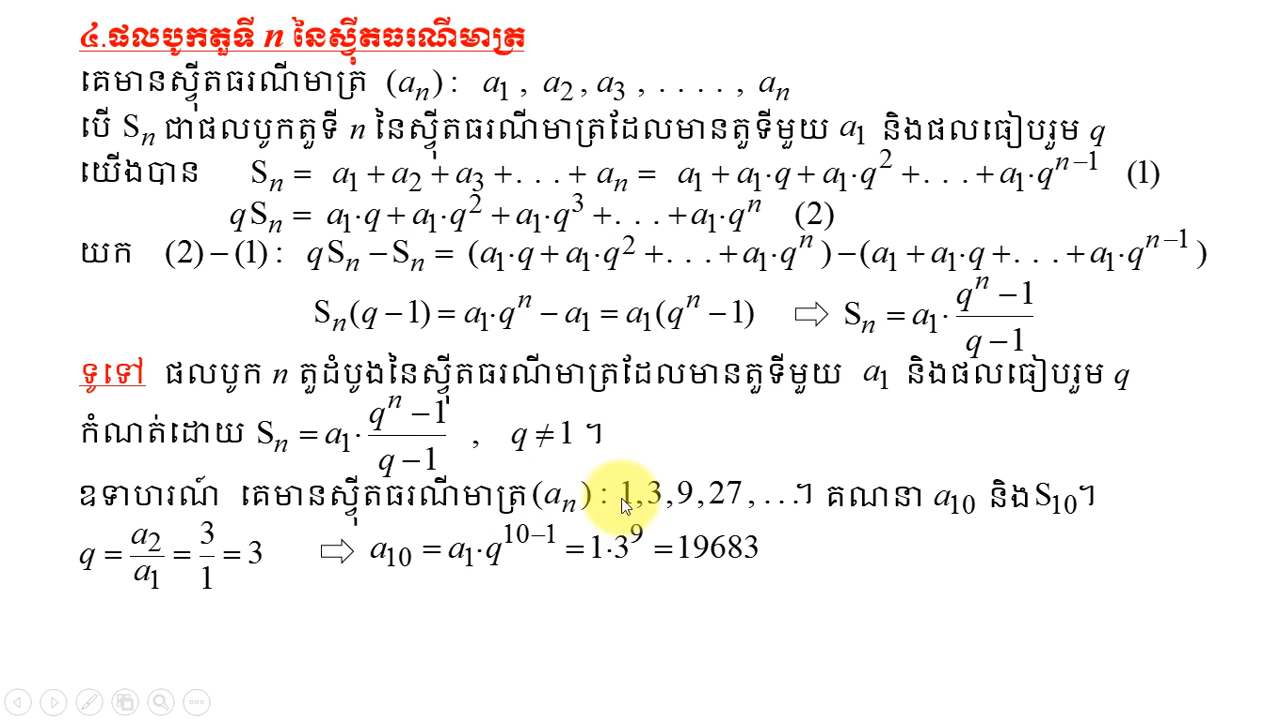 ៤.ផលបូកតួទី n នៃស្វ៊ីតធរណីមាត្រ
គេមានស្វ៊ីតធរណីមាត្រ (aₙ) : a₁ , a₂ , a₃ , . . . . , aₙ
បើ Sₙ ជាផលបូកតួទី n នៃស្វ៊ីតធរណីមាត្រដែលមានតួទីមួយ a₁ និងផលធៀបរួម q
យើងបាន Sₙ = a₁ + a₂ + a₃ + . . . + aₙ = a₁ + a₁·q + a₁·q² + . . . + a₁·qⁿ⁻¹ (1)
qSₙ = a₁·q + a₁·q² + a₁·q³ + . . . + a₁·qⁿ (2)
យក (2) − (1) : qSₙ − Sₙ = (a₁·q + a₁·q² + . . . + a₁·qⁿ) − (a₁ + a₁·q + . . . + a₁·qⁿ⁻¹)
Sₙ(q − 1) = a₁·qⁿ − a₁ = a₁(qⁿ − 1) ⇨ Sₙ = a₁·(qⁿ − 1)/(q − 1)
ទូទៅ ផលបូក n តួដំបូងនៃស្វ៊ីតធរណីមាត្រដែលមានតួទីមួយ a₁ និងផលធៀបរួម q
កំណត់ដោយ Sₙ = a₁·(qⁿ − 1)/(q − 1) , q ≠ 1 ។
ឧទាហរណ៍ គេមានស្វ៊ីតធរណីមាត្រ (aₙ) : 1, 3, 9, 27 , ...។ គណនា a₁₀ និង S₁₀។
q = a₂/a₁ = 3/1 = 3 ⇨ a₁₀ = a₁·q¹⁰⁻¹ = 1·3⁹ = 19683